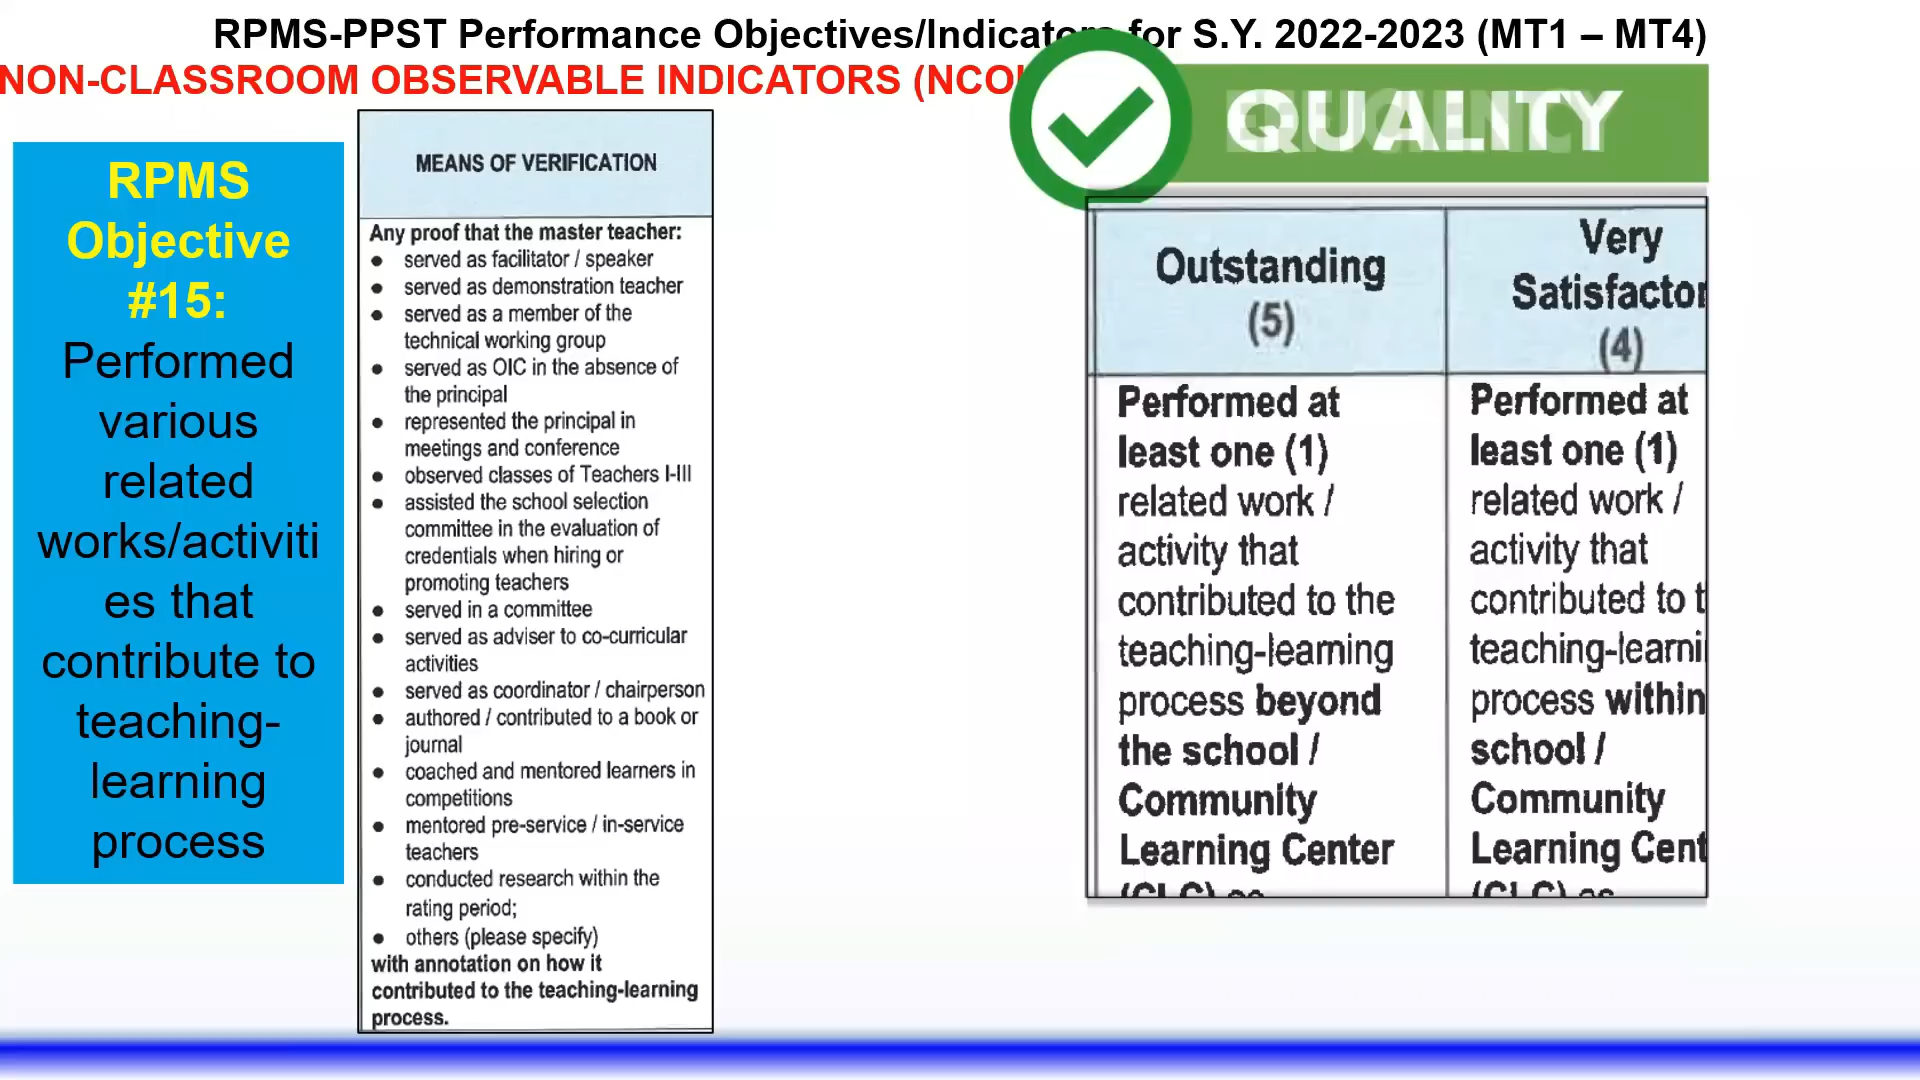 RPMS-PPST Performance Objectives/Indicators for S.Y. 2022-2023 (MT1 – MT4)
NON-CLASSROOM OBSERVABLE INDICATORS (NCOI
QUALITY
RPMS
Objective
#15:
Performed
various
related
works/activiti
es that
contribute to
teaching-
learning
process
MEANS OF VERIFICATION
Any proof that the master teacher:
● served as facilitator / speaker
● served as demonstration teacher
● served as a member of the
technical working group
● served as OIC in the absence of
the principal
● represented the principal in
meetings and conference
● observed classes of Teachers I-III
● assisted the school selection
committee in the evaluation of
credentials when hiring or
promoting teachers
● served in a committee
● served as adviser to co-curricular
activities
● served as coordinator / chairperson
● authored / contributed to a book or
journal
● coached and mentored learners in
competitions
● mentored pre-service / in-service
teachers
● conducted research within the
rating period;
● others (please specify)
with annotation on how it
contributed to the teaching-learning
process.
Outstanding
(5)
Performed at
least one (1)
related work /
activity that
contributed to the
teaching-learning
process beyond
the school /
Community
Learning Center
(CLC) as
Very
Satisfactor
(4)
Performed at
least one (1)
related work /
activity that
contributed to t
teaching-learni
process within
school /
Community
Learning Cent
(CLC) as